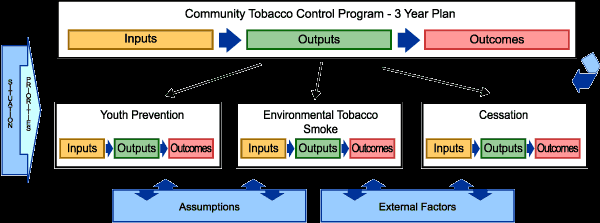 Community Tobacco Control Program - 3 Year Plan
Inputs Outputs Outcomes
SITUATION
PRIORITIES
Youth Prevention
Inputs Outputs Outcomes
Environmental Tobacco
Smoke
Inputs Outputs Outcomes
Cessation
Inputs Outputs Outcomes
Assumptions
External Factors